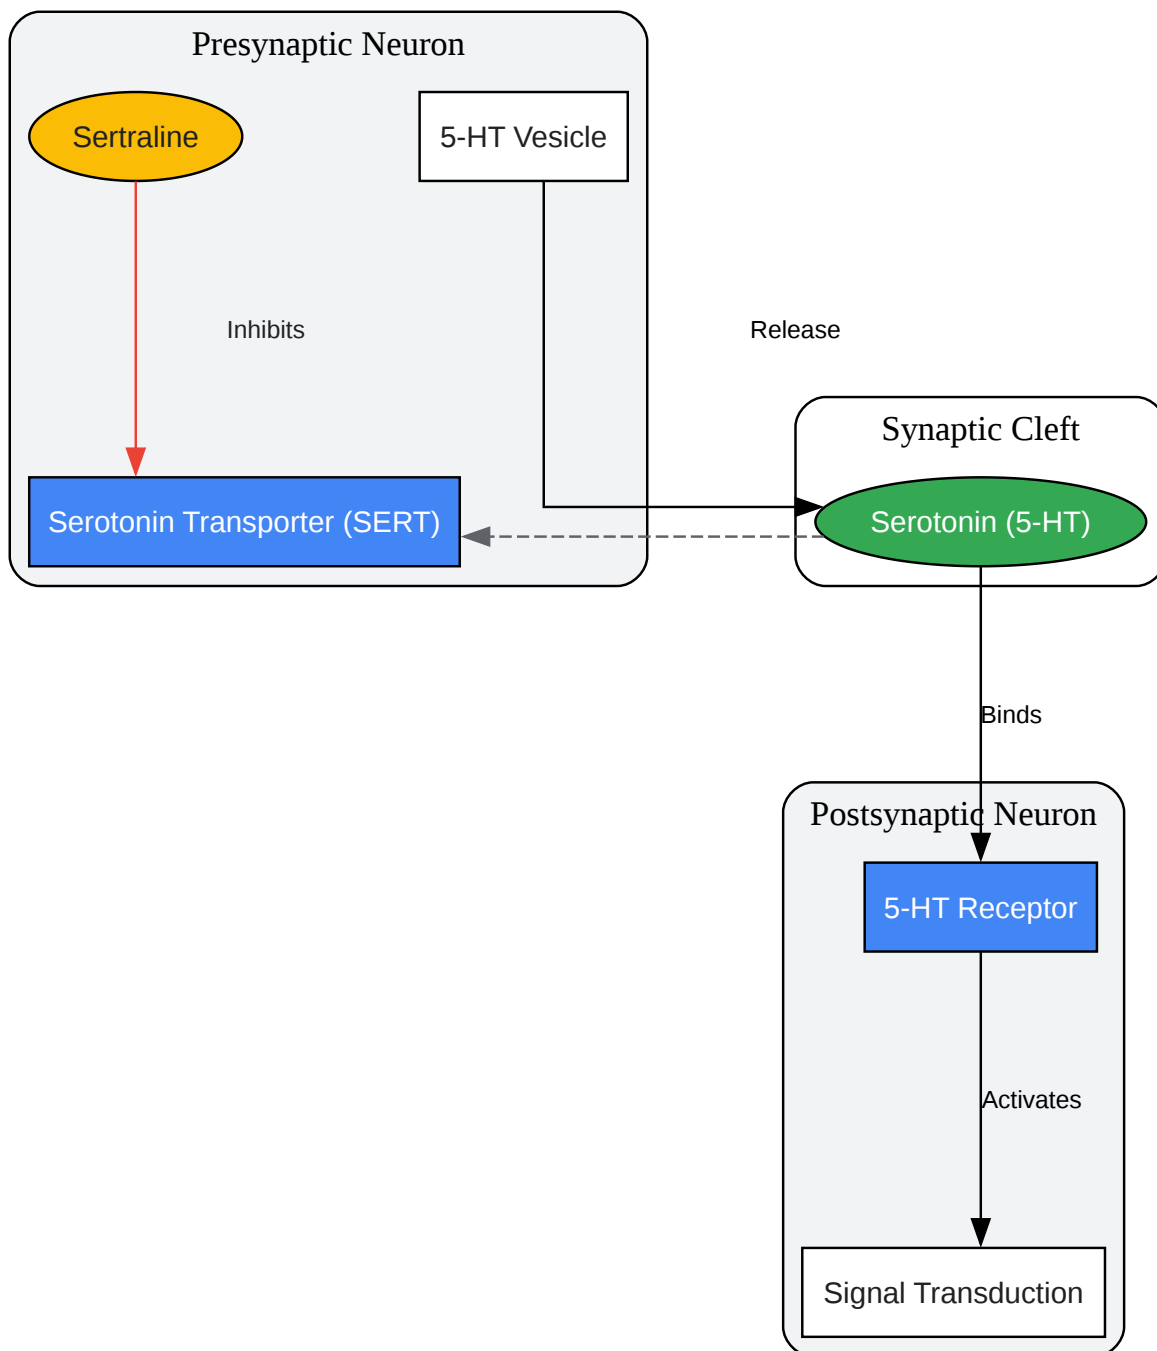 Presynaptic Neuron
Sertraline
5-HT Vesicle
Inhibits
Release
Synaptic Cleft
Serotonin Transporter (SERT)
Serotonin (5-HT)
Binds
Postsynaptic Neuron
5-HT Receptor
Activates
Signal Transduction